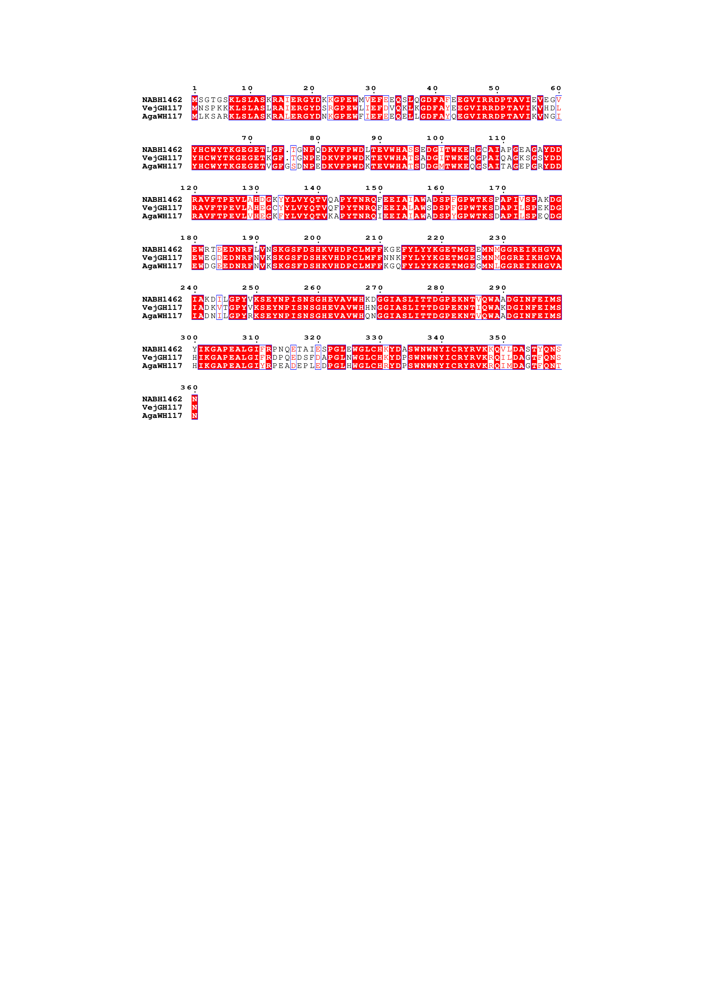 1 10 20 30 40 50 60
NABH1462 MSGTGSKLSLASKRAIERGYDKKGPEWMVEFEEQSLQGDFAFEEGVIRRDPTAVIEVEGV
VejGH117 MNSPKKKLSLASLRAIERGYDSRGPEWLIEFDVQKLKGDFAYEEGVIRRDPTAVIKVHDL
AgaWH117 MLKSARKLSLASKRALERGYDNKGPEWFIEFEEQELLGDFAYQEGVIRRDPTAVIKVNGI
70 80 90 100 110
NABH1462 YHCWYTKGEGETLGF.TGNPQDKVFPWDLTEVWHASSEDGITWKEHGCAIAPGEAGAYDD
VejGH117 YHCWYTKGEGETKGF.TGNPEDKVFPWDKTEVWHATSADGITWKEQGPAIQAGKSGSYDD
AgaWH117 YHCWYTKGEGETVGFGSDNPEDKVFPWDKTEVWHATSDDGMTWKEQGSAITAGEPGRYDD
120 130 140 150 160 170
NABH1462 RAVFTPEVLAHDGKYYLVYQTVQAPYTNRQFEEIAIAWADSPFGPWTKSPAPIVSPAKDG
VejGH117 RAVFTPEVLAHEGCYYLVYQTVQFPYTNRQFEEIALAWSDSPFGPWTKSDAPILSPEKDG
AgaWH117 RAVFTPEVLVHEGKFYLVYQTVKAPYTNRQIEEIAIAWADSPYGPWTKSDAPILSPEQDG
180 190 200 210 220 230
NABH1462 EWRTEEDNRFLVNSKGSFDSHKVHDPCLMFFKGEFYLYYKGETMGEEMNMGGREIKHGVA
VejGH117 EWEGDEDNRFNVKSKGSFDSHKVHDPCLMFFNNKFYLYYKGETMGESMNMGGREIKHGVA
AgaWH117 EWDGEEDNRFNVKSKGSFDSHKVHDPCLMFFKGQFYLYYKGETMGEGMNLGGREIKHGVA
240 250 260 270 280 290
NABH1462 IAKDILGPYVKSEYNPISNSGHEVAVWHKDGGIASLITTDGPEKNTVQWAADGINFEIMS
VejGH117 IADKVTGPYVKSEYNPISNSGHEVAVWHHNGGIASLITTDGPEKNTIQWAKDGINFEIMS
AgaWH117 IADNILGPYRKSEYNPISNSGHEVAVWHQNGGIASLITTDGPEKNTVQWAADGINFEIMS
300 310 320 330 340 350
NABH1462 YIKGAPEALGIFRPNQETAIESPGLEWGLCHKYDASWNWNYICRYRVKKQVLDASTYQNS
VejGH117 HIKGAPEALGIFRDPQEDSFDAPGLNWGLCHKYDPSWNWNYICRYRVKRQILDAGTFQNS
AgaWH117 HIKGAPEALGIYRPEADEPLEDPGLHWGLCHRYDPSWNWNYICRYRVKRQIMDAGTFQNT
360
NABH1462 N
VejGH117 N
AgaWH117 N